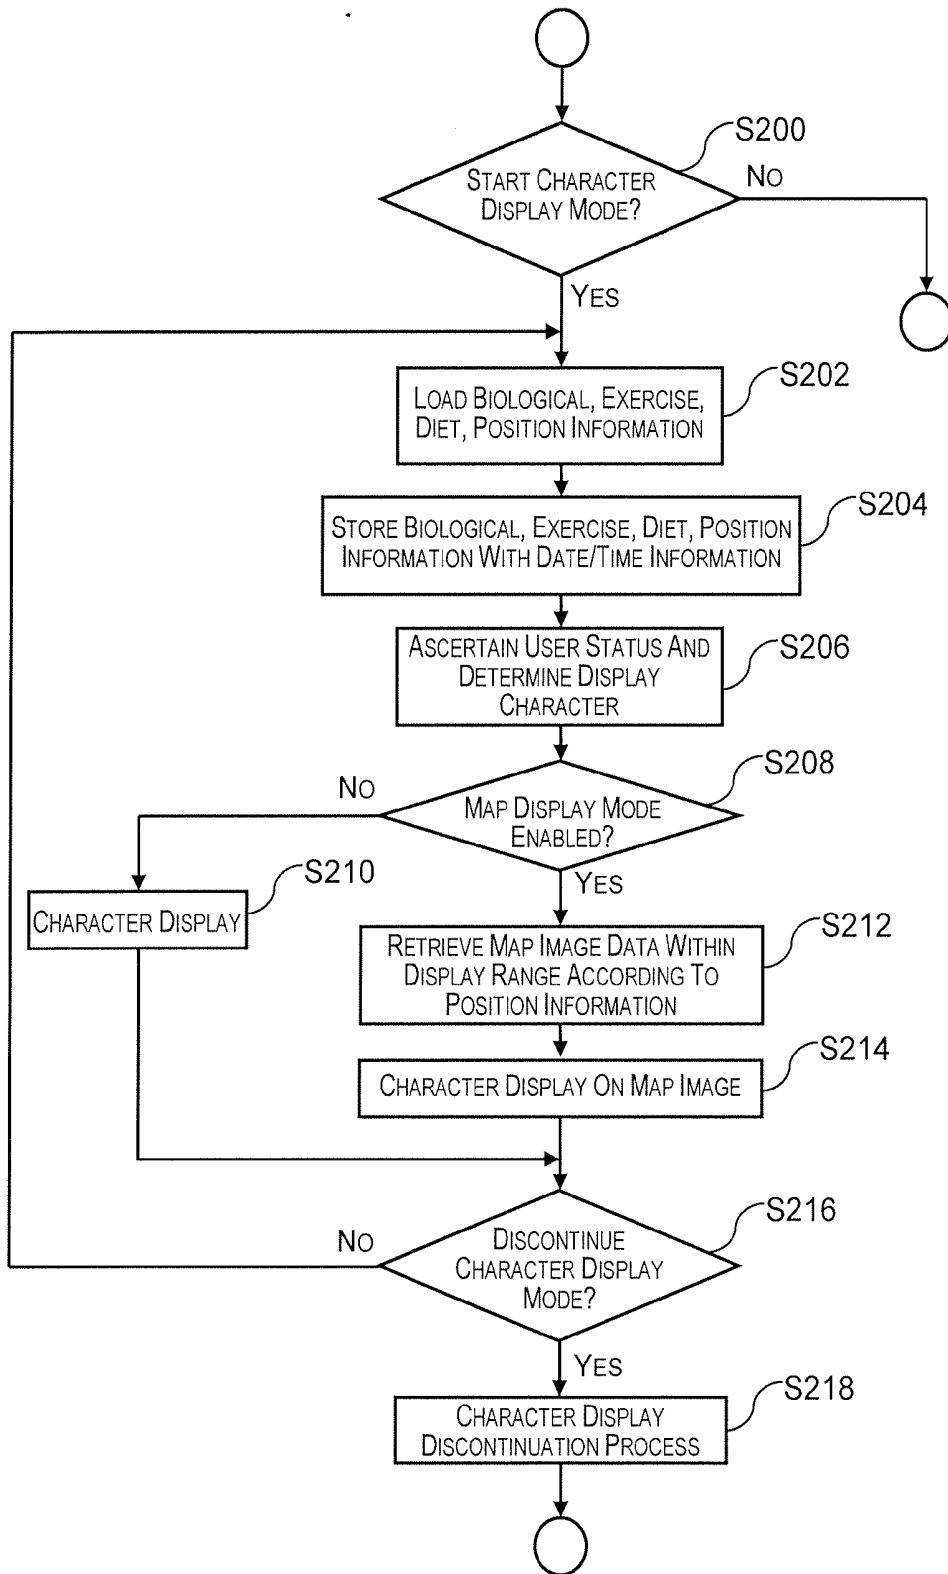 S200
START CHARACTER
DISPLAY MODE?
NO
YES
S202
LOAD BIOLOGICAL, EXERCISE,
DIET, POSITION INFORMATION
S204
STORE BIOLOGICAL, EXERCISE, DIET, POSITION
INFORMATION WITH DATE/TIME INFORMATION
S206
ASCERTAIN USER STATUS AND
DETERMINE DISPLAY
CHARACTER
S208
NO
MAP DISPLAY MODE
ENABLED?
YES
S210
CHARACTER DISPLAY
S212
RETRIEVE MAP IMAGE DATA WITHIN
DISPLAY RANGE ACCORDING TO
POSITION INFORMATION
S214
CHARACTER DISPLAY ON MAP IMAGE
S216
NO
DISCONTINUE
CHARACTER DISPLAY
MODE?
YES
S218
CHARACTER DISPLAY
DISCONTINUATION PROCESS